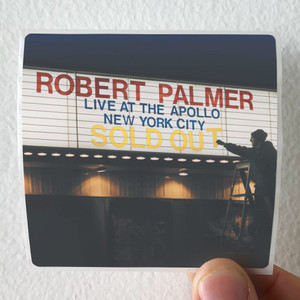 ROBERT PALMER
LIVE AT THE APOLLO
NEW YORK CITY
SOLD OUT